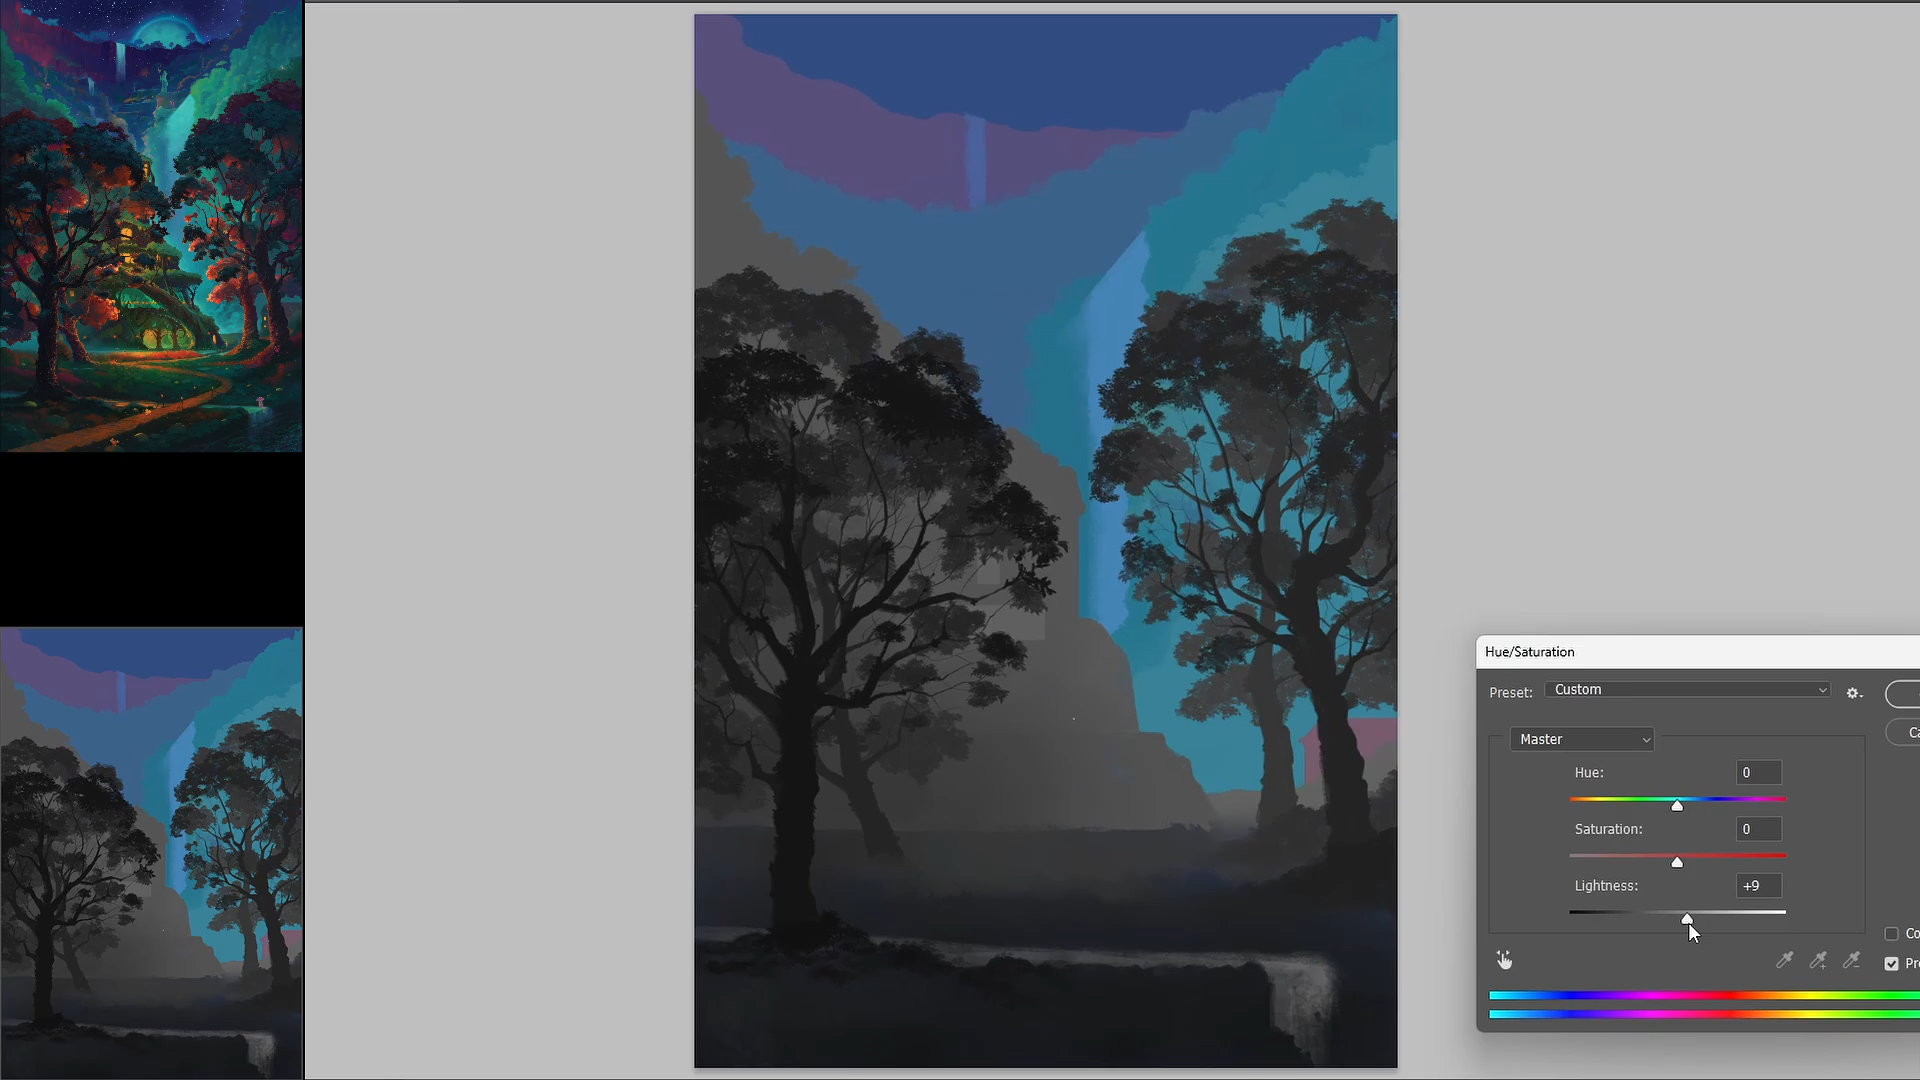 Hue/Saturation
Preset: Custom
Master
Hue: 0
Saturation: 0
Lightness: +9